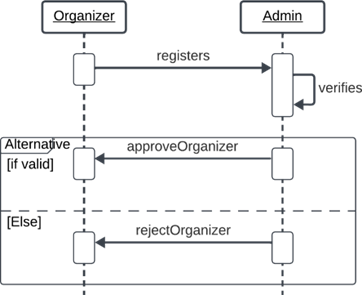 Organizer
Admin
registers
verifies
Alternative
[if valid]
approveOrganizer
[Else]
rejectOrganizer